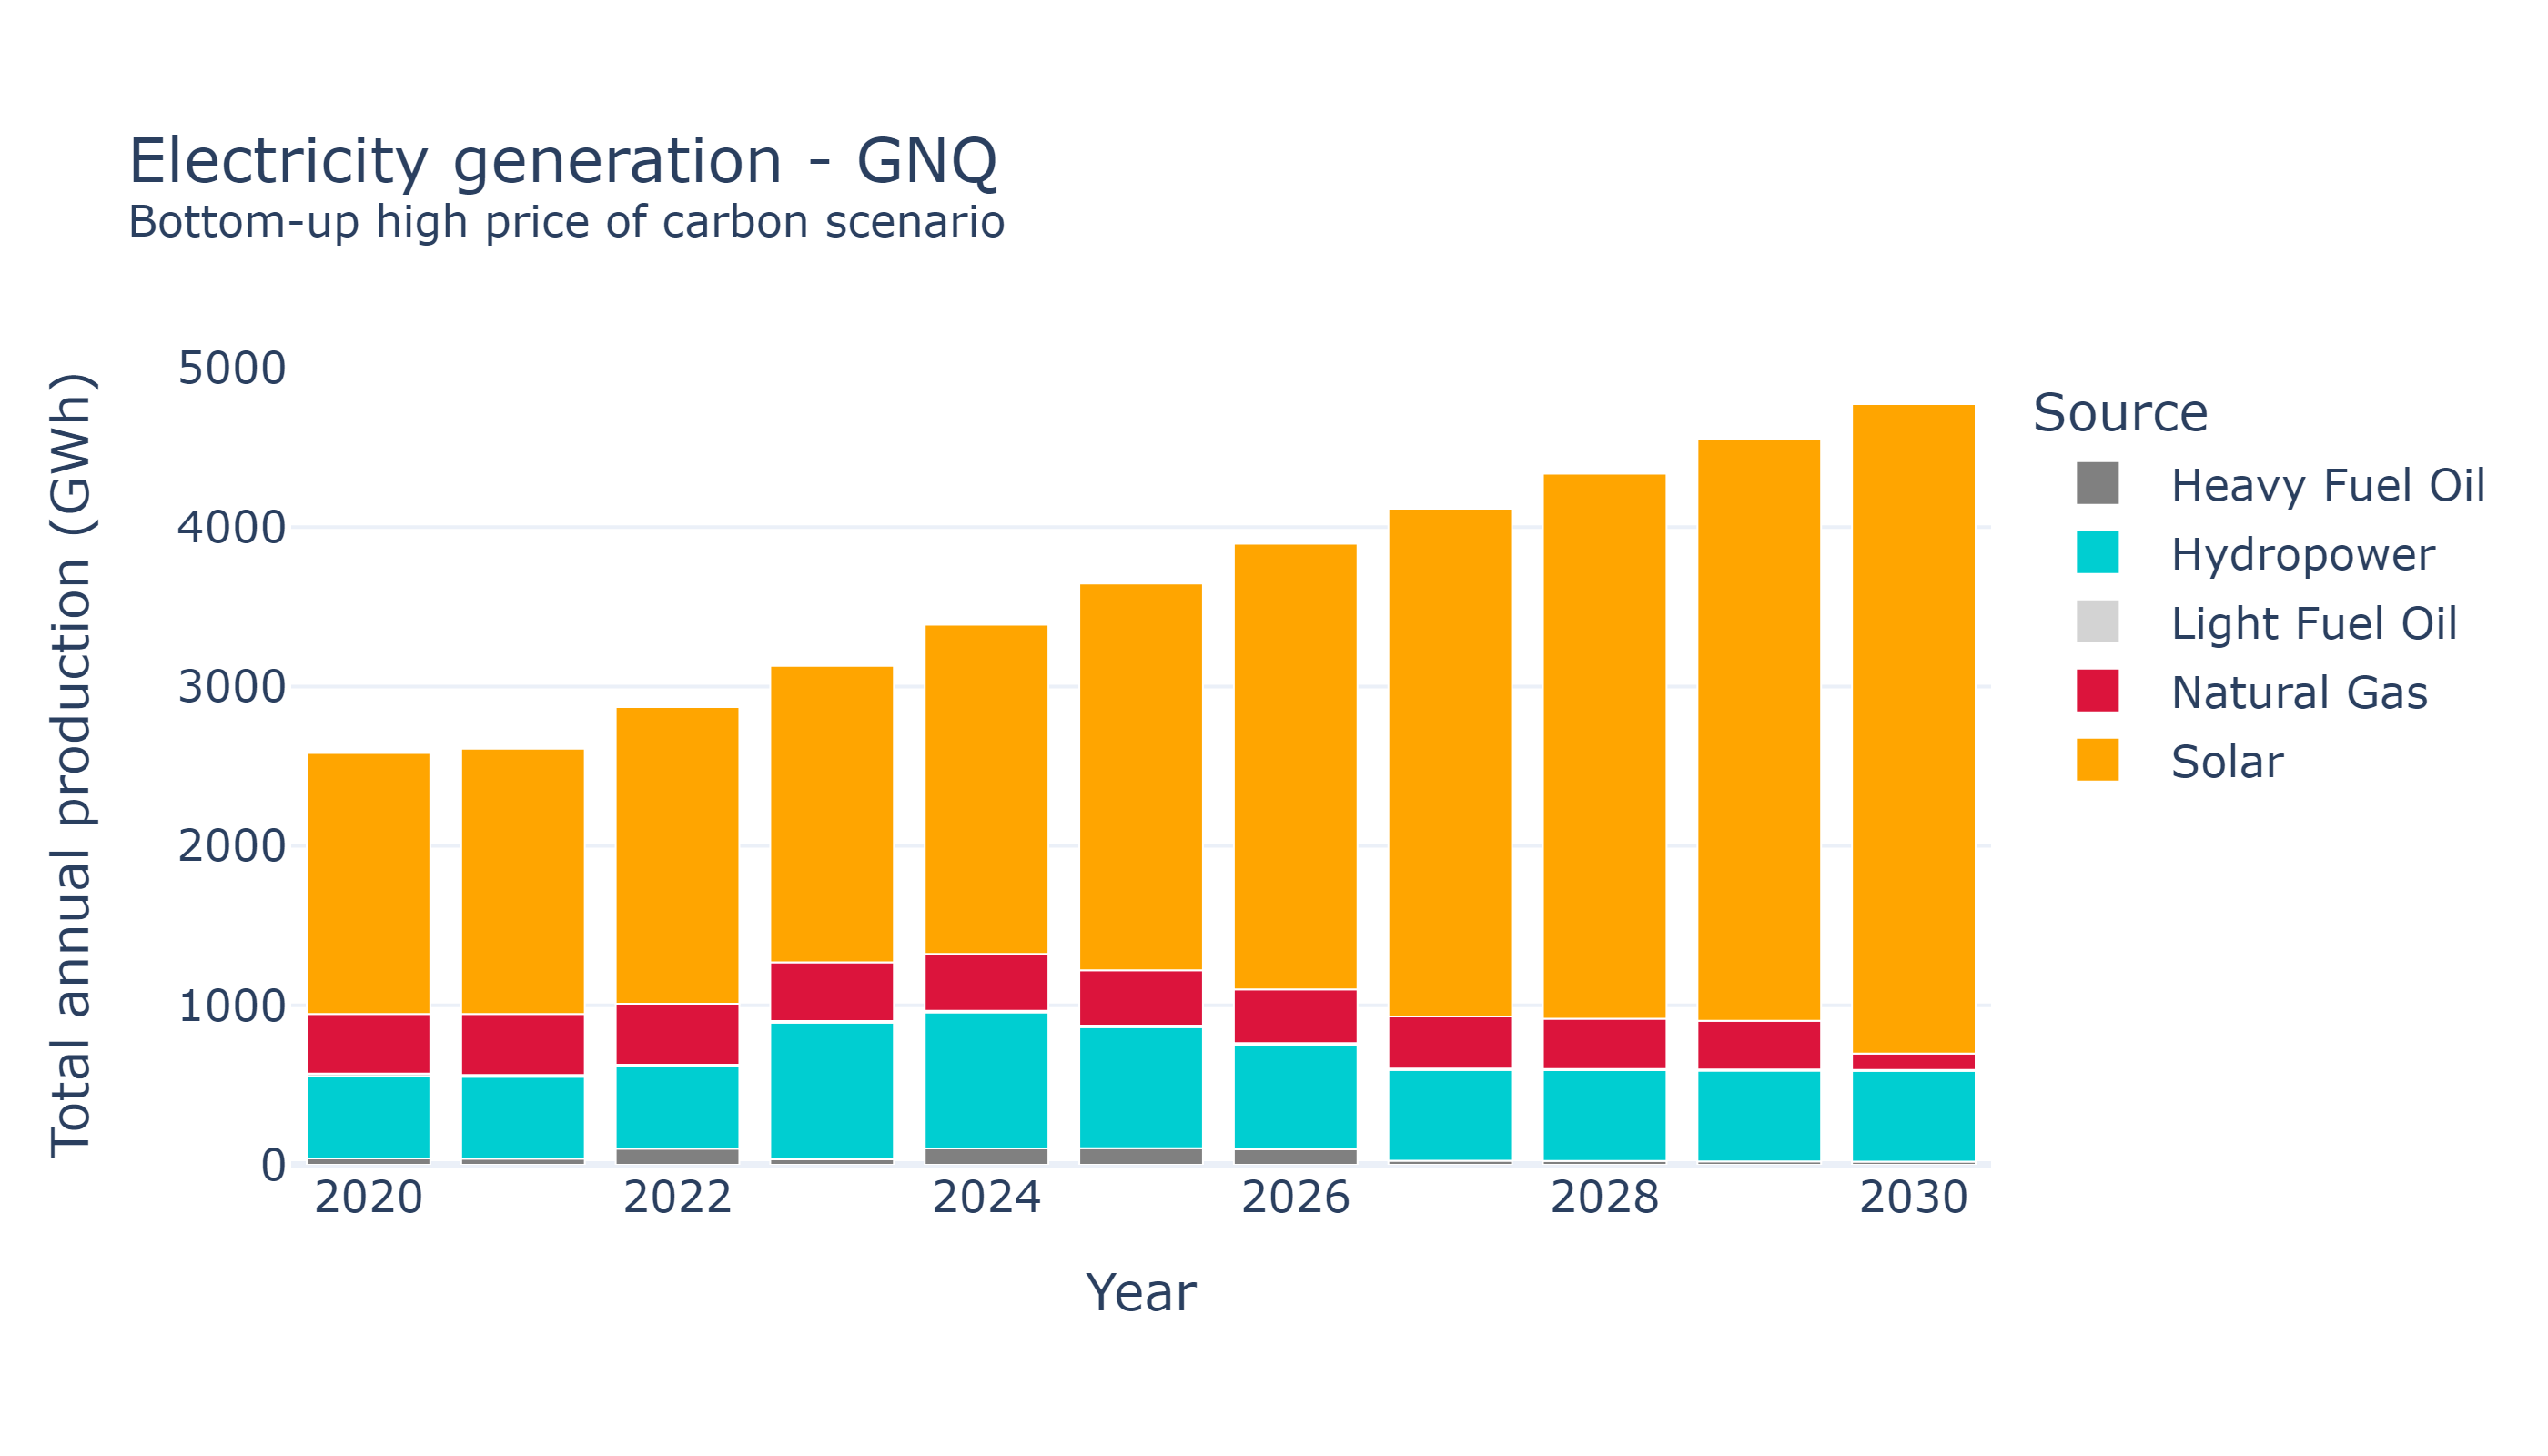 Electricity generation - GNQ
Bottom-up high price of carbon scenario
Total annual production (GWh)
5000
4000
3000
2000
1000
0
2020
2022
2024
2026
2028
2030
Year
Source
Heavy Fuel Oil
Hydropower
Light Fuel Oil
Natural Gas
Solar